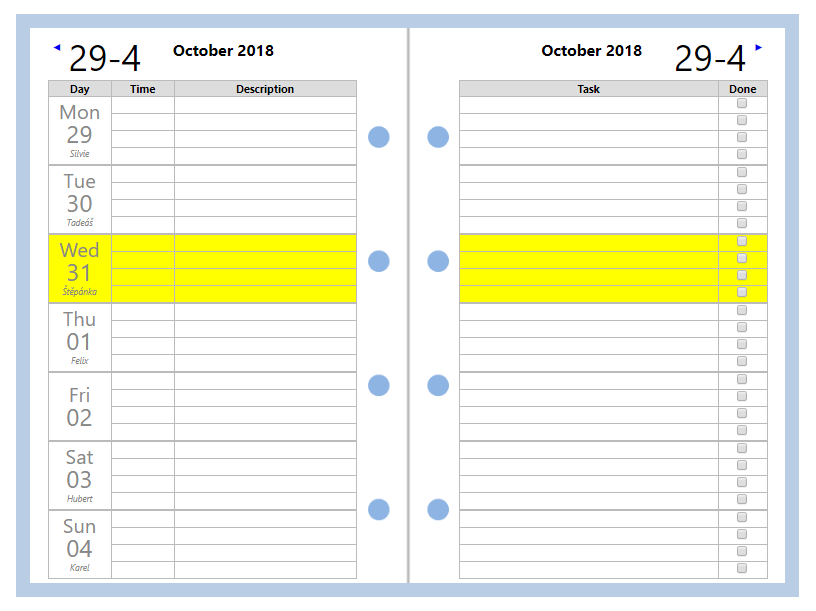 ◄ 29-4 October 2018
Day Time Description
Mon
29
Silvie
Tue
30
Tadeáš
Wed
31
Štěpánka
Thu
01
Felix
Fri
02
Sat
03
Hubert
Sun
04
Karel
October 2018 29-4 ►
Task Done